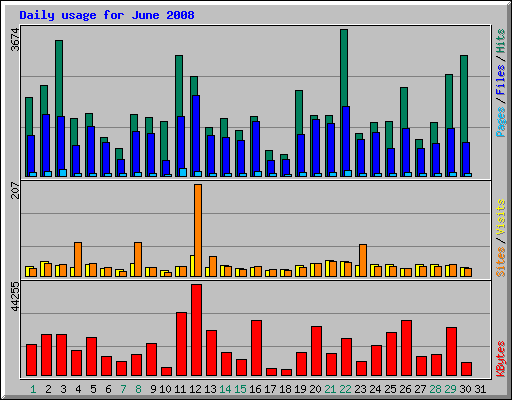 Daily usage for June 2008
3674
Pages / Files / Hits
207
Sites / Visits
44255
KBytes
1 2 3 4 5 6 7 8 9 10 11 12 13 14 15 16 17 18 19 20 21 22 23 24 25 26 27 28 29 30 31